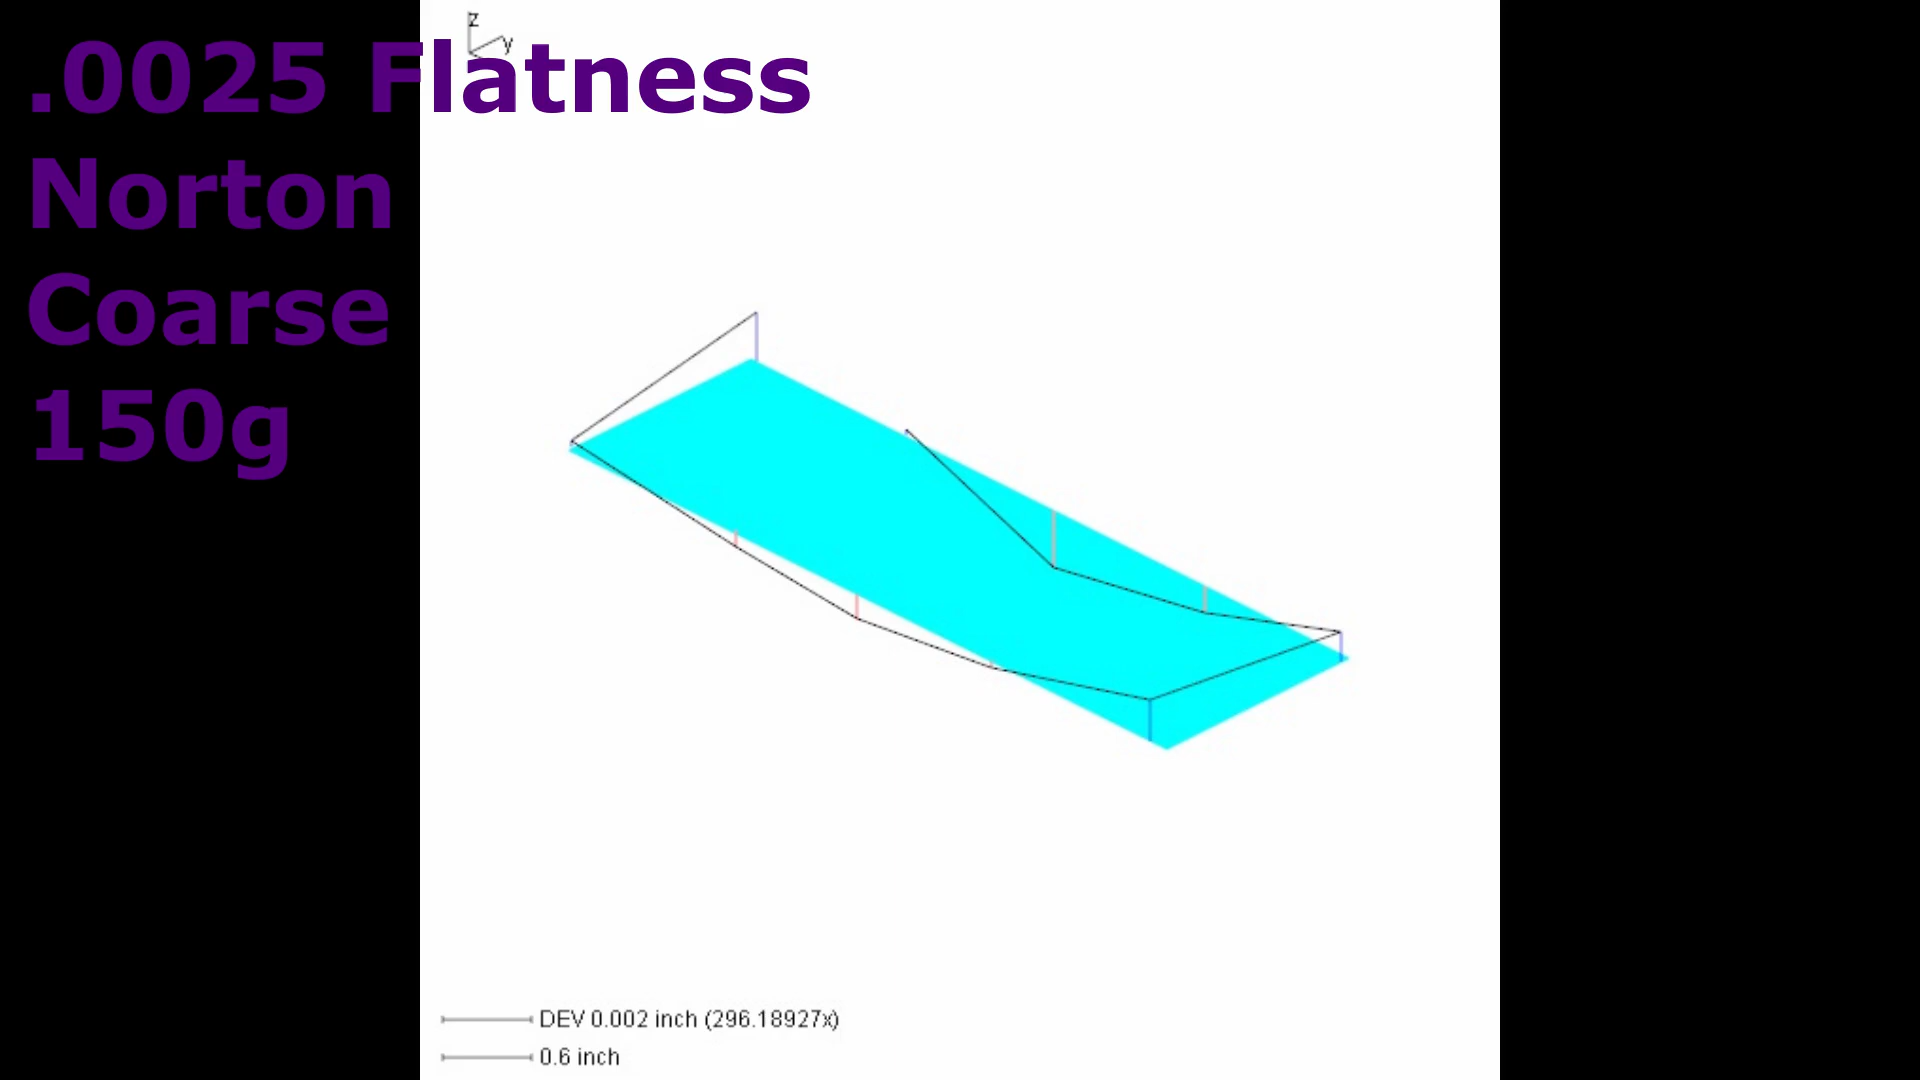 z
y
.0025 Flatness
Norton
Coarse
150g
DEV 0.002 inch (296.18927x)
0.6 inch